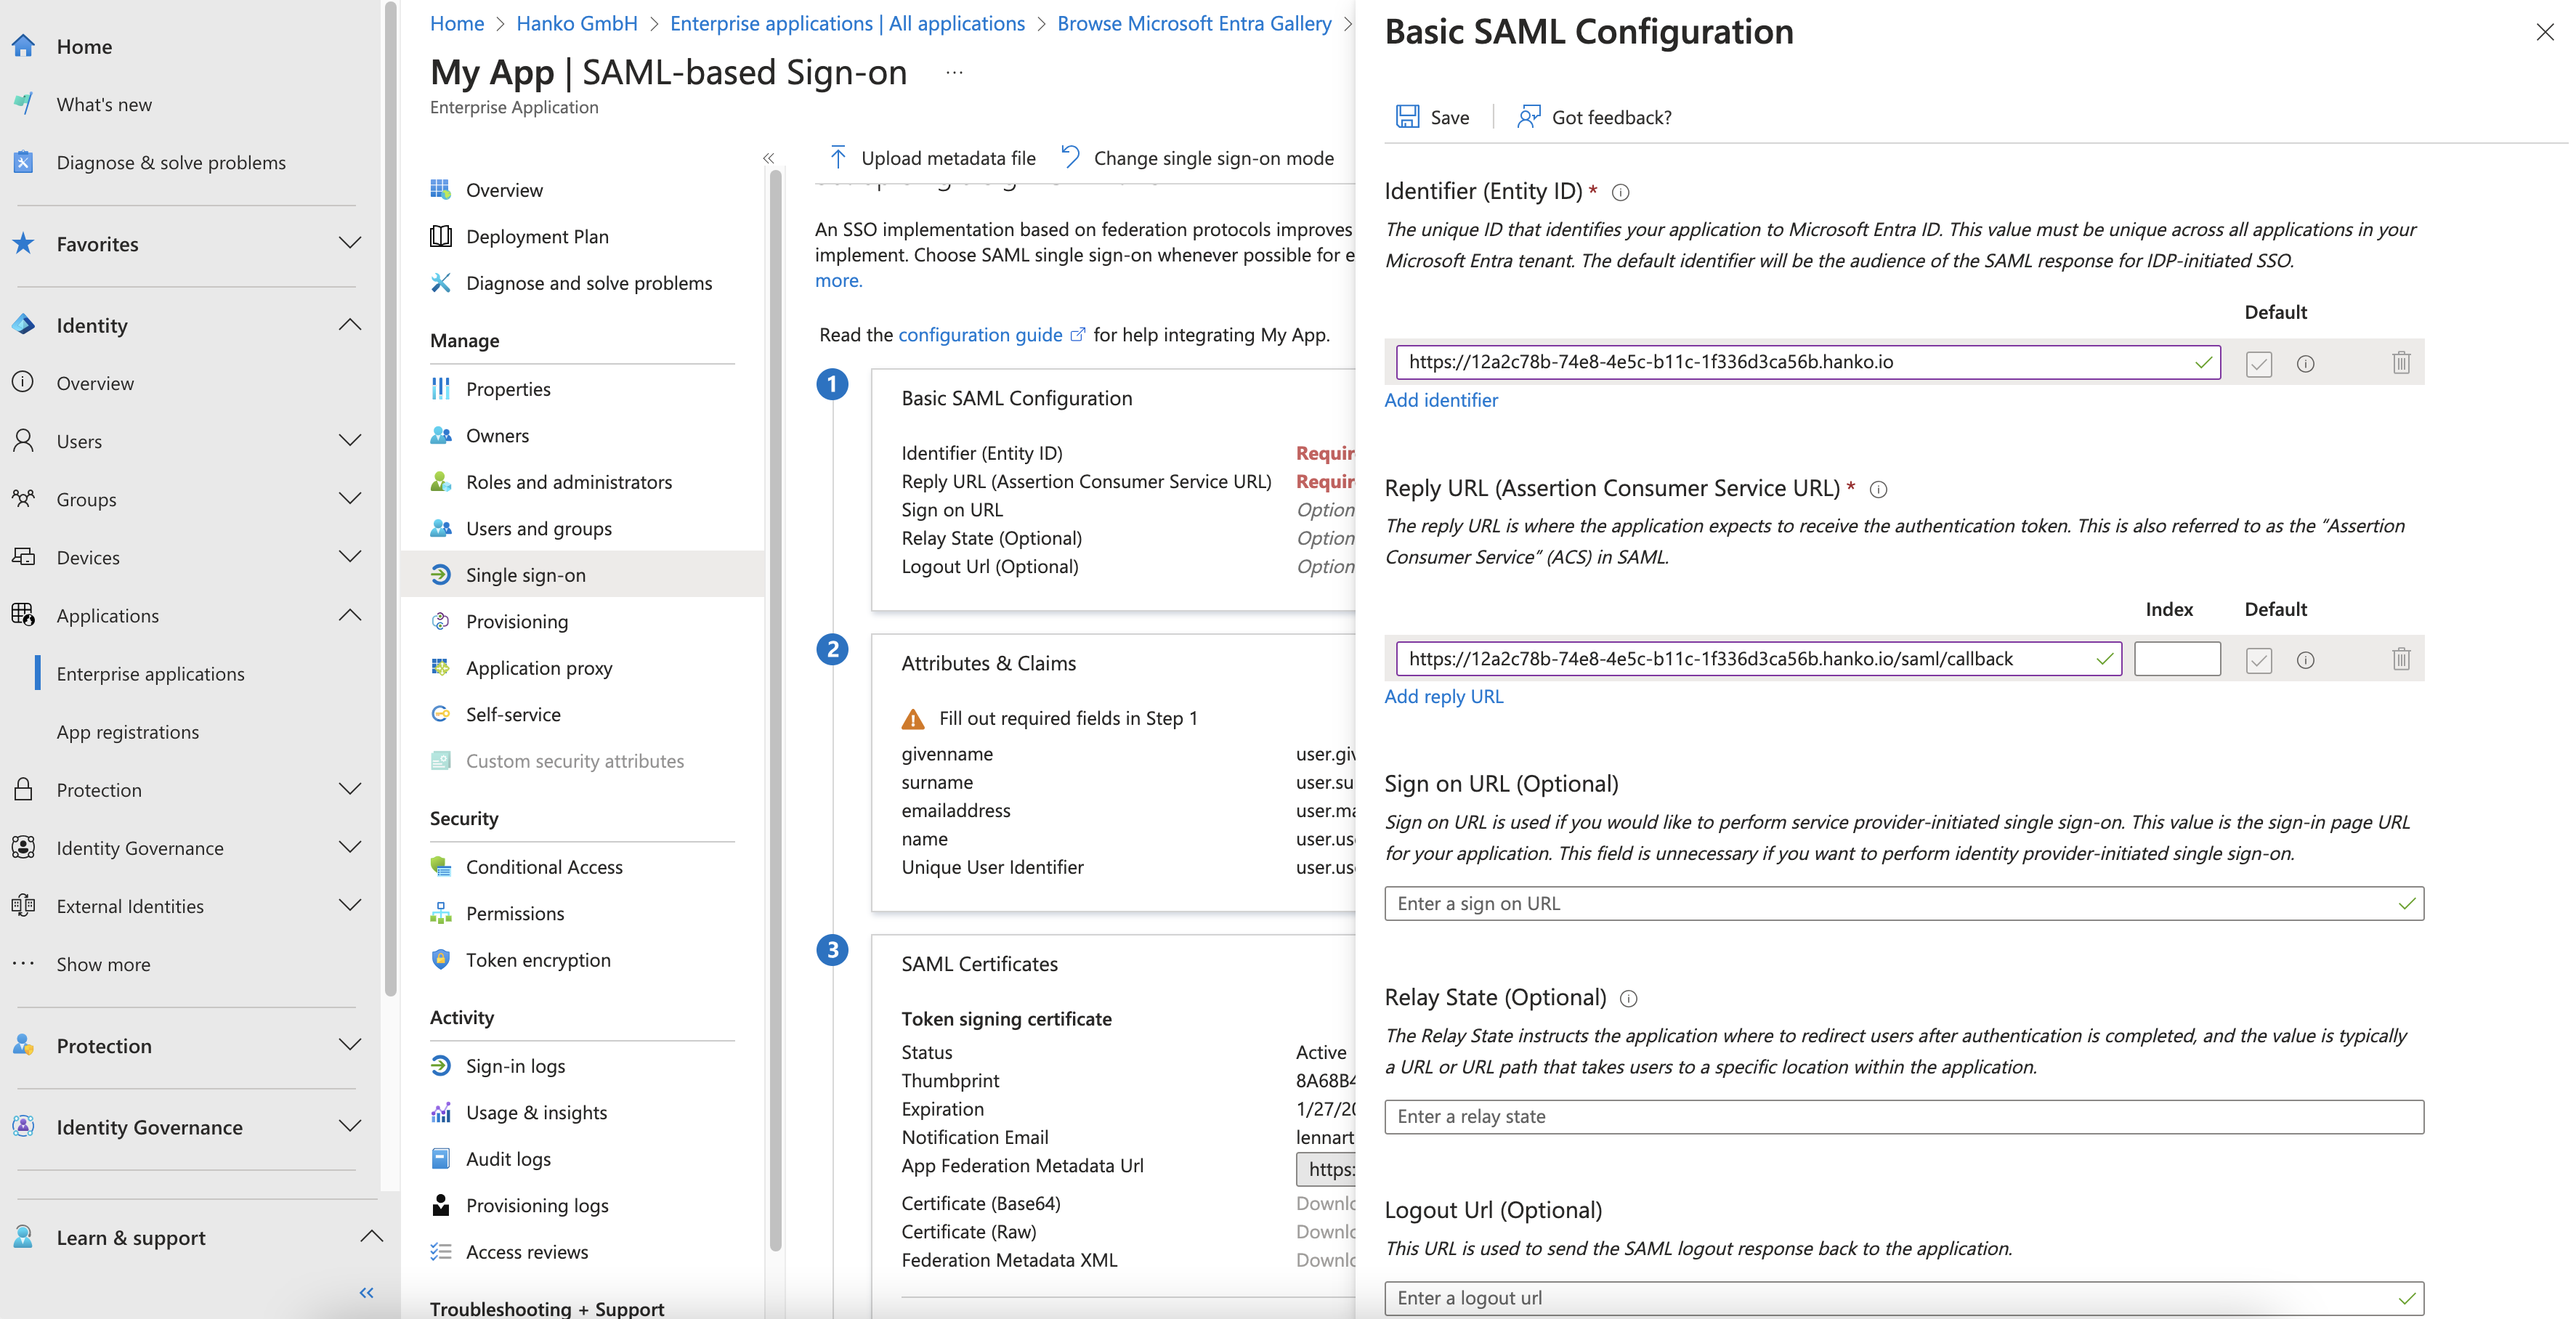 Home
What's new
Diagnose & solve problems
Favorites
Identity
Overview
Users
Groups
Devices
Applications
Enterprise applications
App registrations
Protection
Identity Governance
External Identities
Show more
Protection
Identity Governance
Learn & support
Home > Hanko GmbH > Enterprise applications | All applications > Browse Microsoft Entra Gallery >
My App | SAML-based Sign-on ...
Enterprise Application
Overview
Deployment Plan
Diagnose and solve problems
Manage
Properties
Owners
Roles and administrators
Users and groups
Single sign-on
Provisioning
Application proxy
Self-service
Custom security attributes
Security
Conditional Access
Permissions
Token encryption
Activity
Sign-in logs
Usage & insights
Audit logs
Provisioning logs
Access reviews
Troubleshooting + Support
Upload metadata file Change single sign-on mode
An SSO implementation based on federation protocols improves
implement. Choose SAML single sign-on whenever possible for e
more.
Read the configuration guide for help integrating My App.
1
Basic SAML Configuration
Identifier (Entity ID) Requir
Reply URL (Assertion Consumer Service URL) Requir
Sign on URL Option
Relay State (Optional) Option
Logout Url (Optional) Option
2
Attributes & Claims
Fill out required fields in Step 1
givenname user.giv
surname user.su
emailaddress user.ma
name user.us
Unique User Identifier user.us
3
SAML Certificates
Token signing certificate
Status Active
Thumbprint 8A68B4
Expiration 1/27/20
Notification Email lennart
App Federation Metadata Url https:
Certificate (Base64) Downlo
Certificate (Raw) Downlo
Federation Metadata XML Downlo
Basic SAML Configuration
Save Got feedback?
Identifier (Entity ID) *
The unique ID that identifies your application to Microsoft Entra ID. This value must be unique across all applications in your
Microsoft Entra tenant. The default identifier will be the audience of the SAML response for IDP-initiated SSO.
Default
https://12a2c78b-74e8-4e5c-b11c-1f336d3ca56b.hanko.io
Add identifier
Reply URL (Assertion Consumer Service URL) *
The reply URL is where the application expects to receive the authentication token. This is also referred to as the “Assertion
Consumer Service” (ACS) in SAML.
Index Default
https://12a2c78b-74e8-4e5c-b11c-1f336d3ca56b.hanko.io/saml/callback
Add reply URL
Sign on URL (Optional)
Sign on URL is used if you would like to perform service provider-initiated single sign-on. This value is the sign-in page URL
for your application. This field is unnecessary if you want to perform identity provider-initiated single sign-on.
Enter a sign on URL
Relay State (Optional)
The Relay State instructs the application where to redirect users after authentication is completed, and the value is typically
a URL or URL path that takes users to a specific location within the application.
Enter a relay state
Logout Url (Optional)
This URL is used to send the SAML logout response back to the application.
Enter a logout url